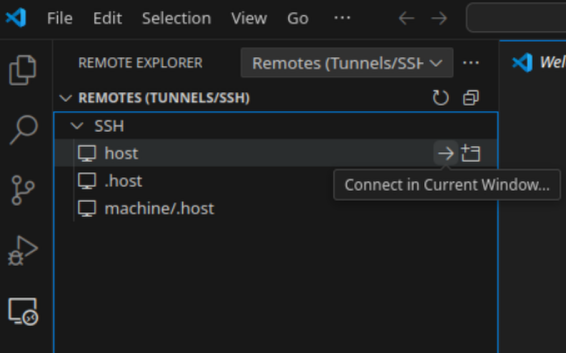 File Edit Selection View Go ···
REMOTE EXPLORER Remotes (Tunnels/SSH ···
Wel
REMOTES (TUNNELS/SSH)
SSH
host
.host
Connect in Current Window...
machine/.host